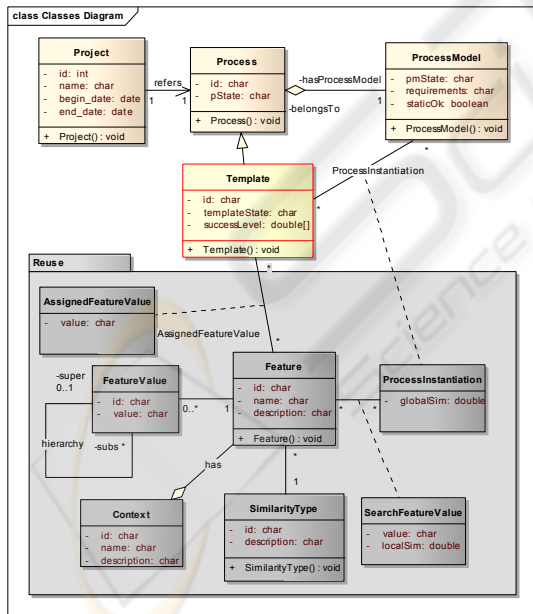 class Classes Diagram
Project
- id: int
- name: char
- begin_date: date
- end_date: date
+ Project() : void
refers
1
1
Process
- id: char
- pState: char
+ Process() : void
-hasProcessModel
-belongsTo
1
ProcessModel
- pmState: char
- requirements: char
- staticOk: boolean
+ ProcessModel() : void
*
ProcessInstantiation
*
Template
- id: char
- templateState: char
- successLevel: double[]
+ Template() : void
*
Reuse
AssignedFeatureValue
- value: char
AssignedFeatureValue
*
-super
0..1
FeatureValue
- id: char
- value: char
0..*
1
hierarchy
-subs *
Feature
- id: char
- name: char
- description: char
+ Feature() : void
*
*
ProcessInstantiation
- globalSim: double
has
*
1
Context
- id: char
- name: char
- description: char
SimilarityType
- id: char
- description: char
+ SimilarityType() : void
SearchFeatureValue
- value: char
- localSim: double
Science